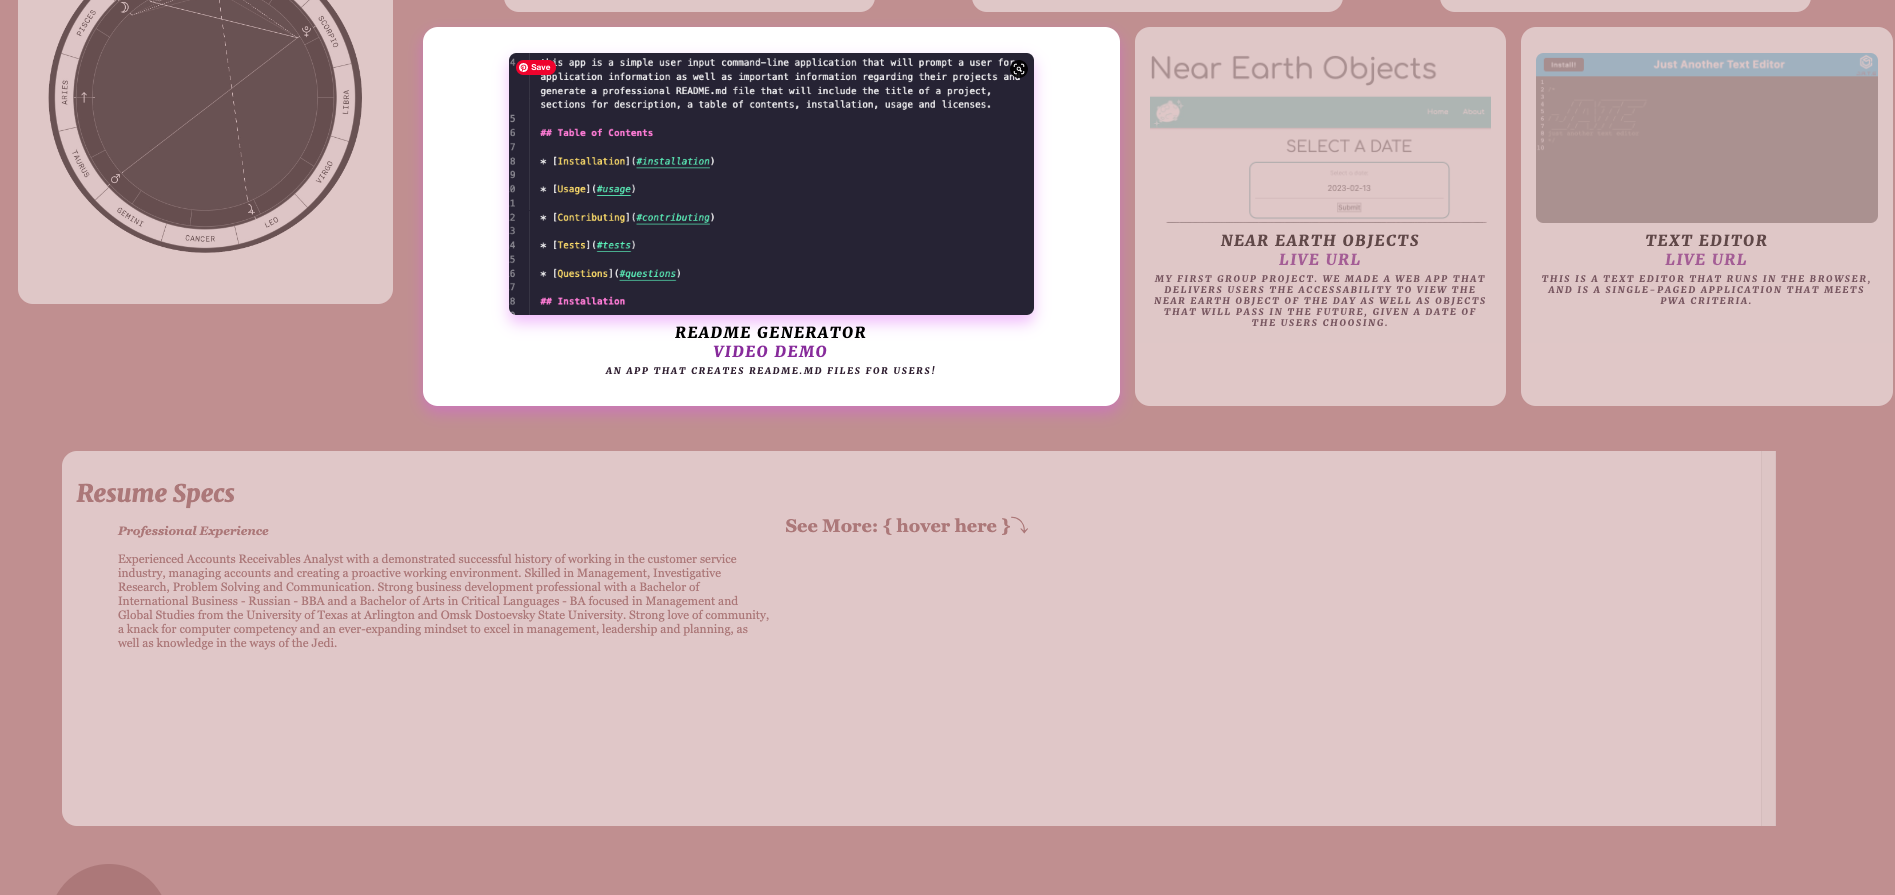 PISCES
ARIES
TAURUS
GEMINI
CANCER
LEO
VIRGO
LIBRA
SCORPIO
Save
4 this app is a simple user input command-line application that will prompt a user for
application information as well as important information regarding their projects and
generate a professional README.md file that will include the title of a project,
sections for description, a table of contents, installation, usage and licenses.
5
6 ## Table of Contents
7
8 * [Installation](#installation)
9
0 * [Usage](#usage)
1
2 * [Contributing](#contributing)
3
4 * [Tests](#tests)
5
6 * [Questions](#questions)
7
8 ## Installation
README GENERATOR
VIDEO DEMO
AN APP THAT CREATES README.MD FILES FOR USERS!
Near Earth Objects
Home About
SELECT A DATE
2023-02-13
Submit
NEAR EARTH OBJECTS
LIVE URL
MY FIRST GROUP PROJECT. WE MADE A WEB APP THAT
DELIVERS USERS THE ACCESSABILITY TO VIEW THE
NEAR EARTH OBJECT OF THE DAY AS WELL AS OBJECTS
THAT WILL PASS IN THE FUTURE, GIVEN A DATE OF
THE USERS CHOOSING.
Install!
Just Another Text Editor
TEXT EDITOR
LIVE URL
THIS IS A TEXT EDITOR THAT RUNS IN THE BROWSER,
AND IS A SINGLE-PAGED APPLICATION THAT MEETS
PWA CRITERIA.
Resume Specs
Professional Experience
Experienced Accounts Receivables Analyst with a demonstrated successful history of working in the customer service
industry, managing accounts and creating a proactive working environment. Skilled in Management, Investigative
Research, Problem Solving and Communication. Strong business development professional with a Bachelor of
International Business - Russian - BBA and a Bachelor of Arts in Critical Languages - BA focused in Management and
Global Studies from the University of Texas at Arlington and Omsk Dostoevsky State University. Strong love of community,
a knack for computer competency and an ever-expanding mindset to excel in management, leadership and planning, as
well as knowledge in the ways of the Jedi.
See More: { hover here }